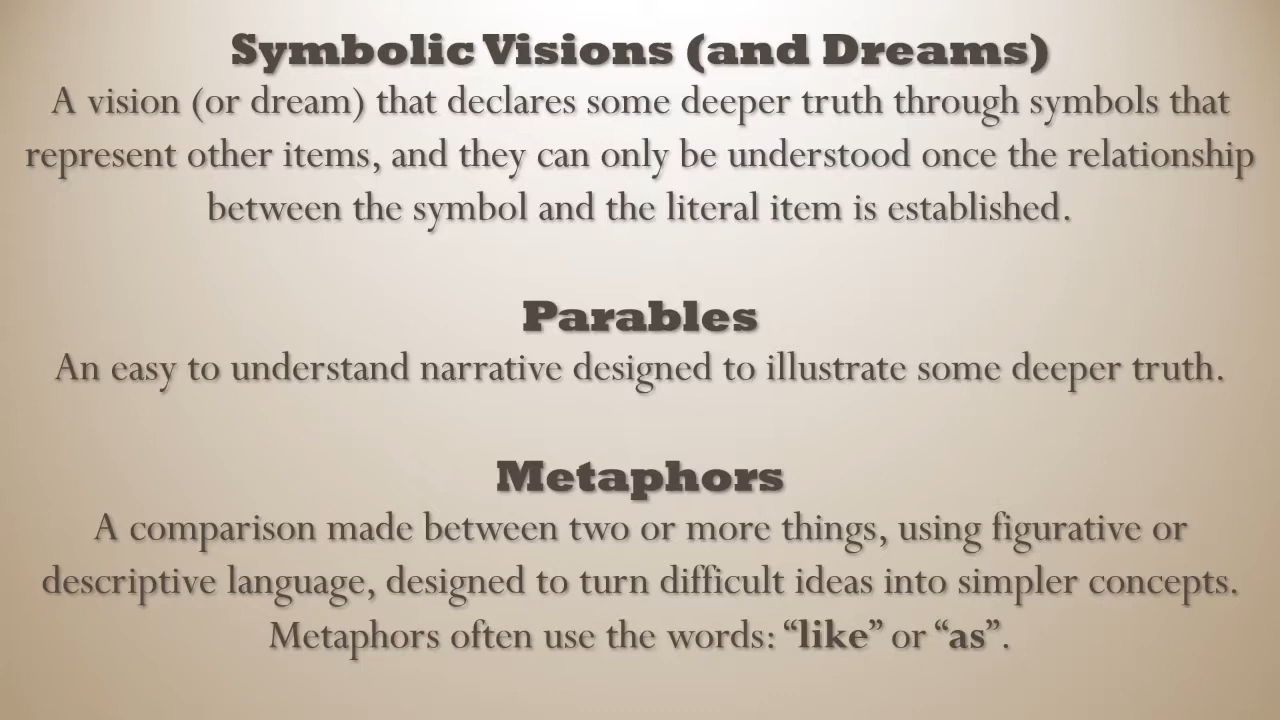 Symbolic Visions (and Dreams)
A vision (or dream) that declares some deeper truth through symbols that
represent other items, and they can only be understood once the relationship
between the symbol and the literal item is established.
Parables
An easy to understand narrative designed to illustrate some deeper truth.
Metaphors
A comparison made between two or more things, using figurative or
descriptive language, designed to turn difficult ideas into simpler concepts.
Metaphors often use the words: “like” or “as”.